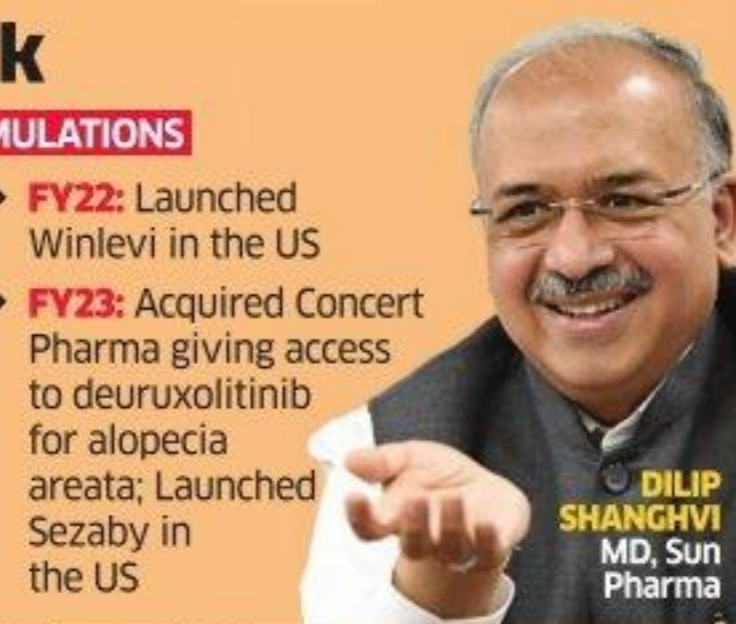 k
MULATIONS
FY22: Launched
Winlevi in the US
FY23: Acquired Concert
Pharma giving access
to deuruxolitinib
for alopecia
areata; Launched
Sezaby in
the US
DILIP
SHANGHVI
MD, Sun
Pharma